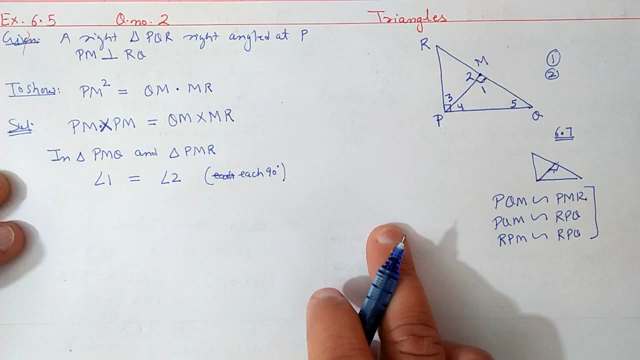 Ex. 6.5 Q.no. 2 Triangles
Given: A right △ PQR right angled at P
PM ⊥ RQ
To show: PM² = QM · MR
Sol: PM × PM = QM × MR
In △ PMQ and △ PMR
∠1 = ∠2 (each 90°)
R
M
2
1
3
4
5
P
Q
①
②
6.7
PQM ∽ PMR
PQM ∽ RPQ
RPM ∽ RPQ